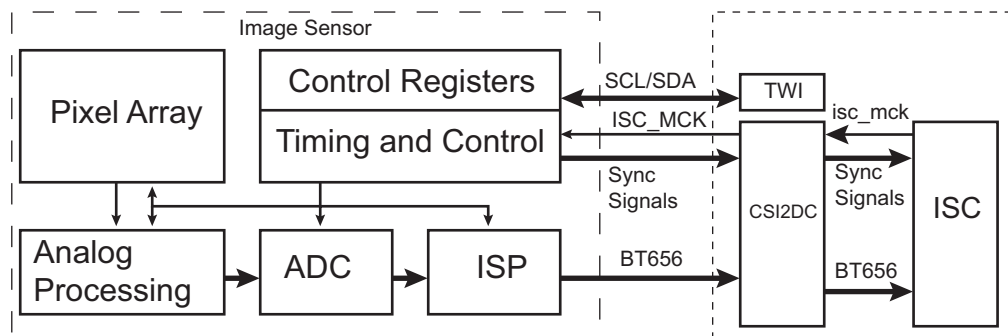 Image Sensor
Pixel Array
Control Registers
Timing and Control
SCL/SDA
TWI
ISC_MCK
isc_mck
Sync
Signals
Sync
Signals
CSI2DC
ISC
Analog
Processing
ADC
ISP
BT656
BT656